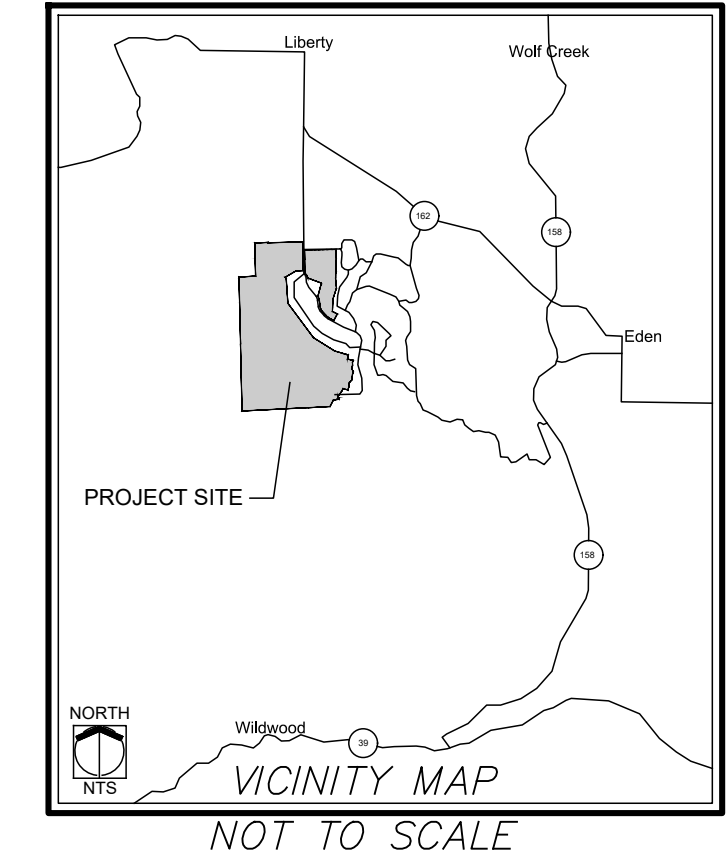 Liberty
Wolf Creek
162
158
Eden
PROJECT SITE
158
NORTH
NTS
Wildwood
39
VICINITY MAP
NOT TO SCALE